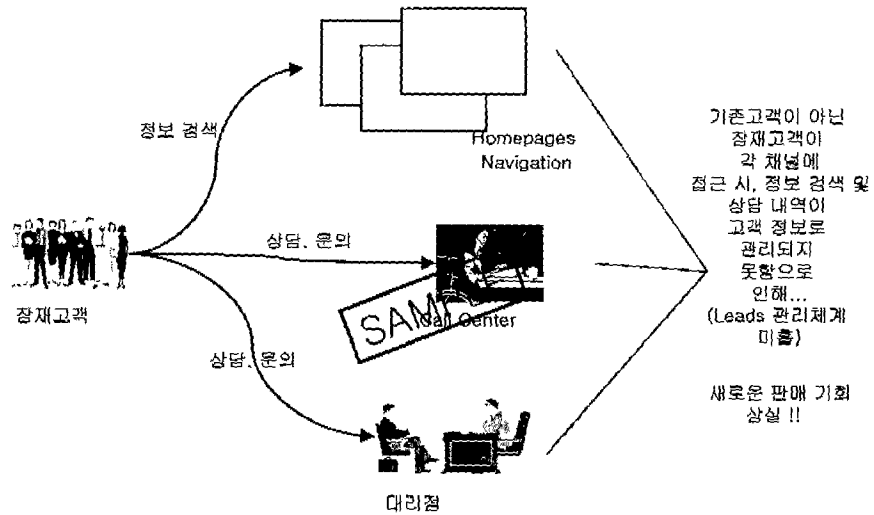 정보 검색
Homepages
Navigation
상담, 문의
잠재고객
SAMPLE
Call Center
상담, 문의
대리점
기존고객이 아닌
잠재고객이
각 채널에
접근 시, 정보 검색 및
상담 내역이
고객 정보로
관리되지
못함으로
인해...
(Leads 관리체계
미흡)
새로운 판매 기회
상실 !!